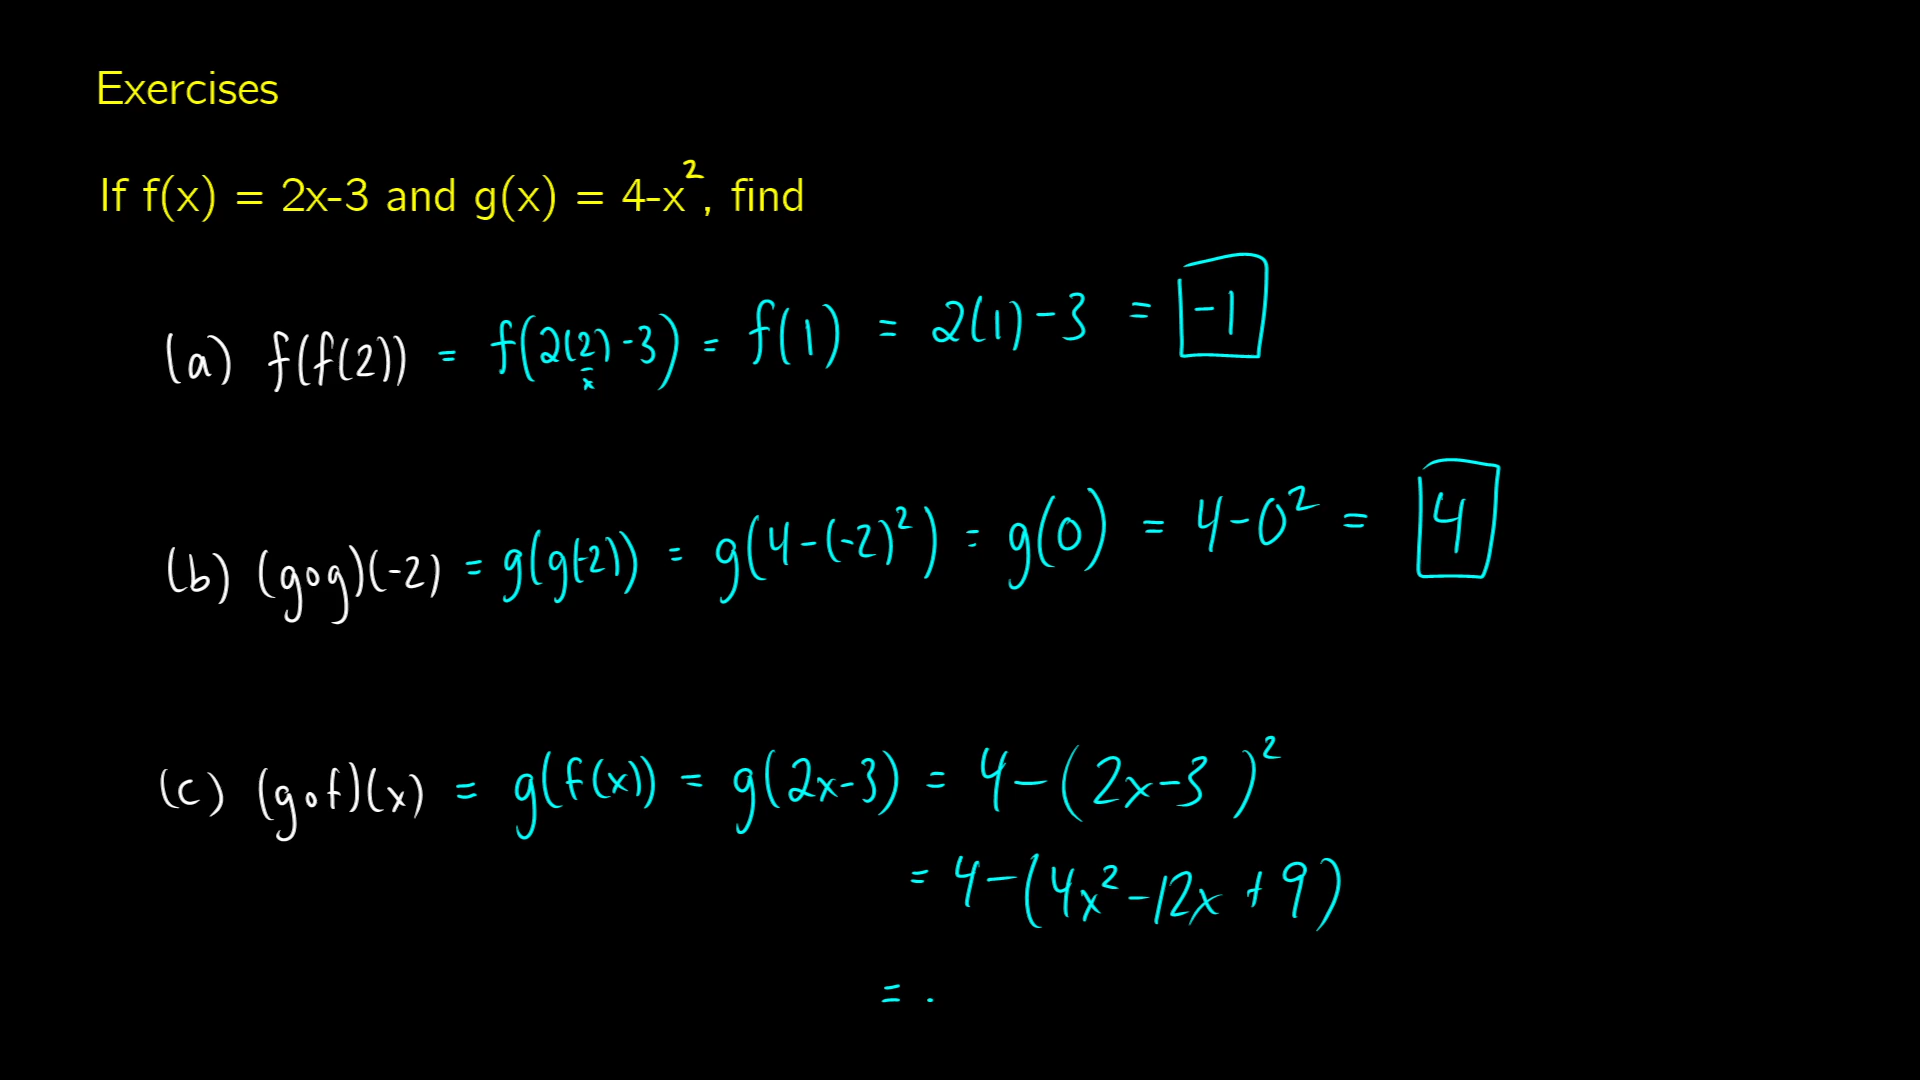 Exercises
If f(x) = 2x-3 and g(x) = 4-x², find
(a) f(f(2)) = f(2(2)-3) = f(1) = 2(1)-3 = -1
x
(b) (g∘g)(-2) = g(g(-2)) = g(4-(-2)²) = g(0) = 4-0² = 4
(c) (g∘f)(x) = g(f(x)) = g(2x-3) = 4-(2x-3)²
= 4-(4x²-12x+9)
= .